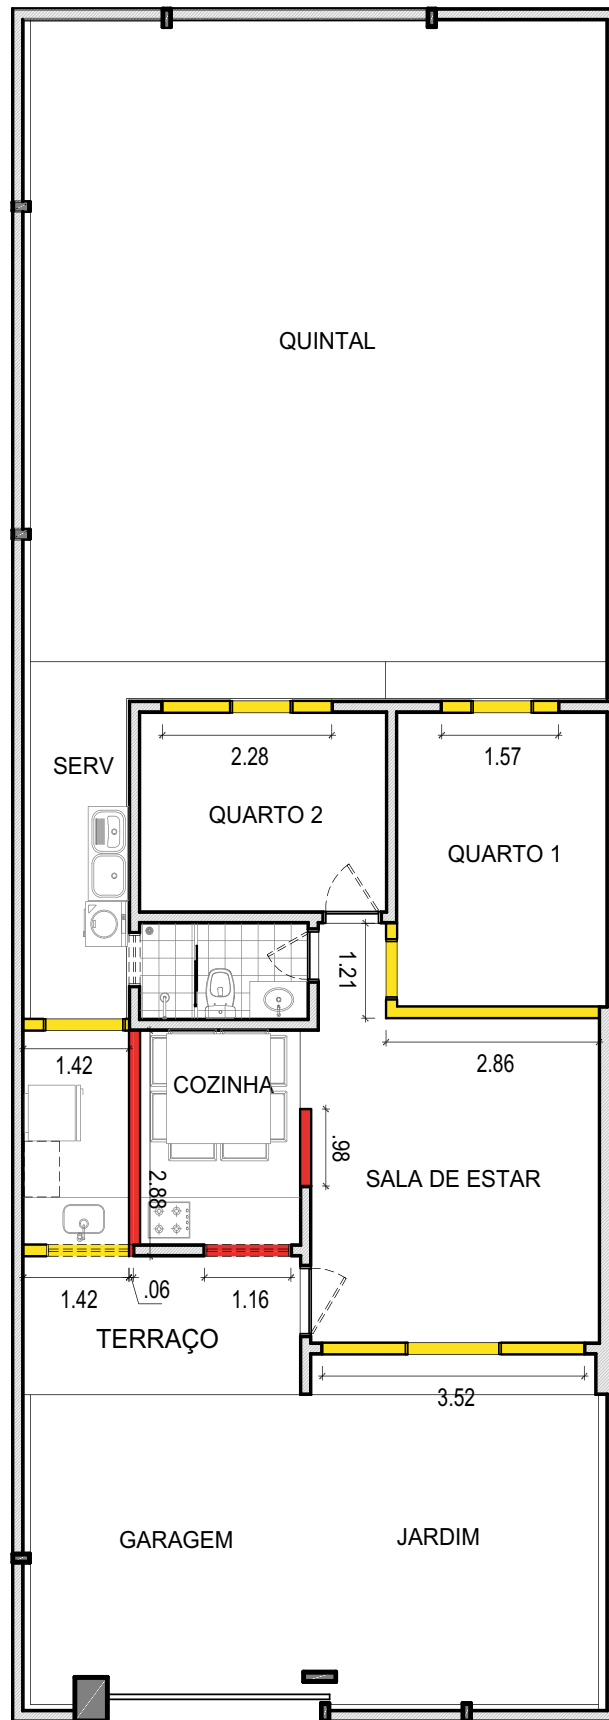 QUINTAL
SERV
2.28
1.57
QUARTO 2
QUARTO 1
1.21
1.42
COZINHA
2.86
.98
2.88
SALA DE ESTAR
1.42
.06
1.16
TERRAÇO
3.52
GARAGEM
JARDIM